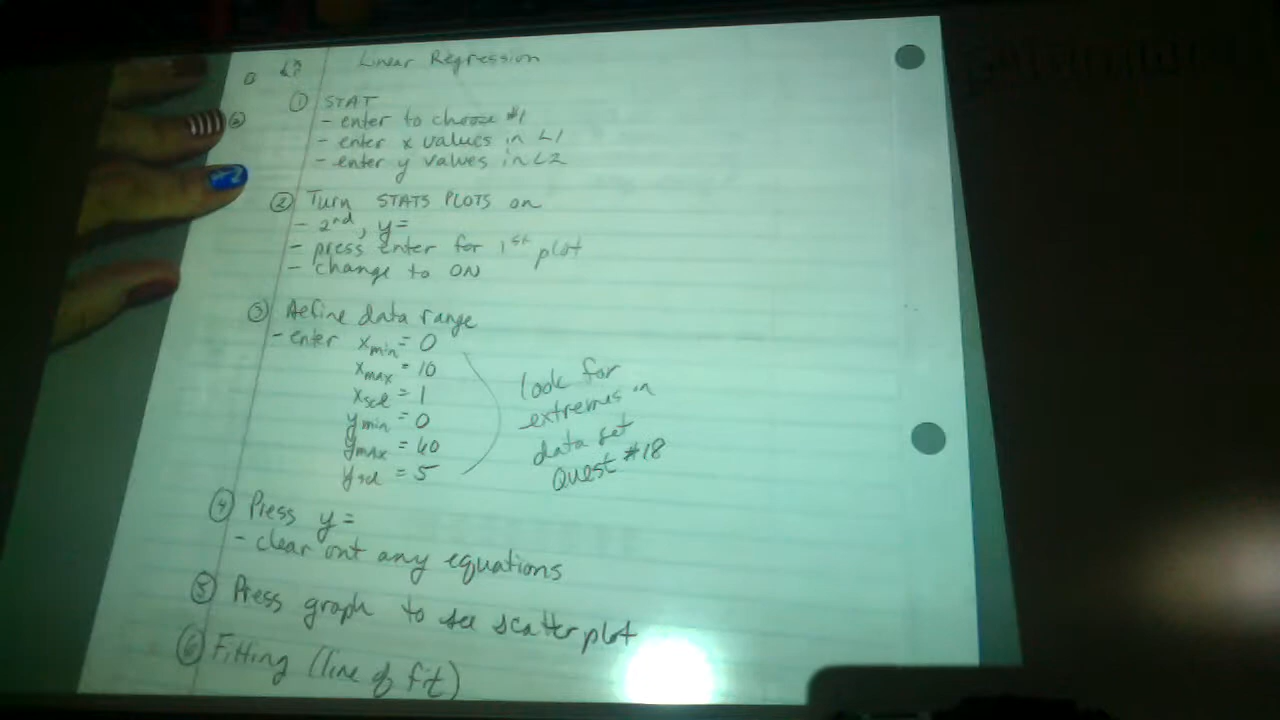 Linear Regression
① STAT
- enter to choose #1
- enter x values in L1
- enter y values in L2
② Turn STATS PLOTS on
- 2nd, y=
- press enter for 1st plot
- change to ON
③ Define data range
- enter xmin = 0
xmax = 10
xscl = 1
ymin = 0
ymax = 40
yscl = 5
look for
extremes in
data set
Quest #18
④ Press y=
- clear out any equations
⑤ Press graph to see scatter plot
⑥ Fitting (line of fit)